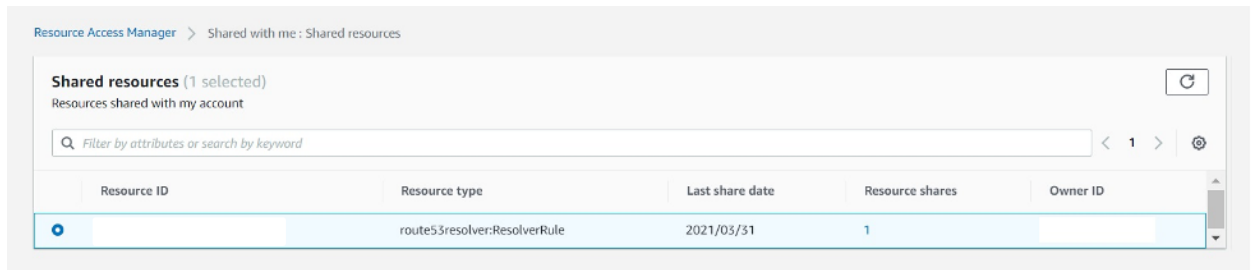 Resource Access Manager > Shared with me : Shared resources
Shared resources (1 selected)
Resources shared with my account
Filter by attributes or search by keyword
< 1 >
Resource ID Resource type Last share date Resource shares Owner ID
route53resolver:ResolverRule 2021/03/31 1